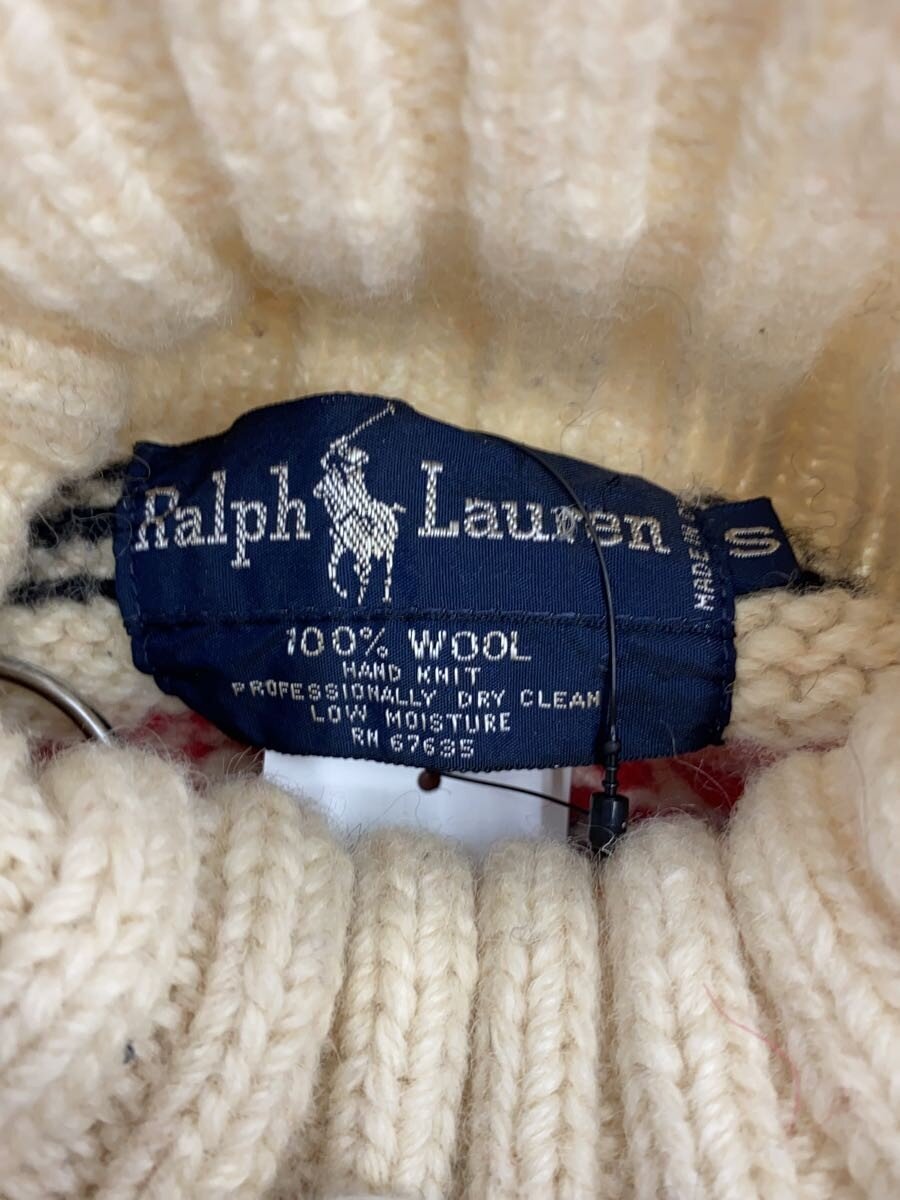 Ralph Lauren
MADE IN
S
100% WOOL
HAND KNIT
PROFESSIONALLY DRY CLEAN
LOW MOISTURE
RN 67635